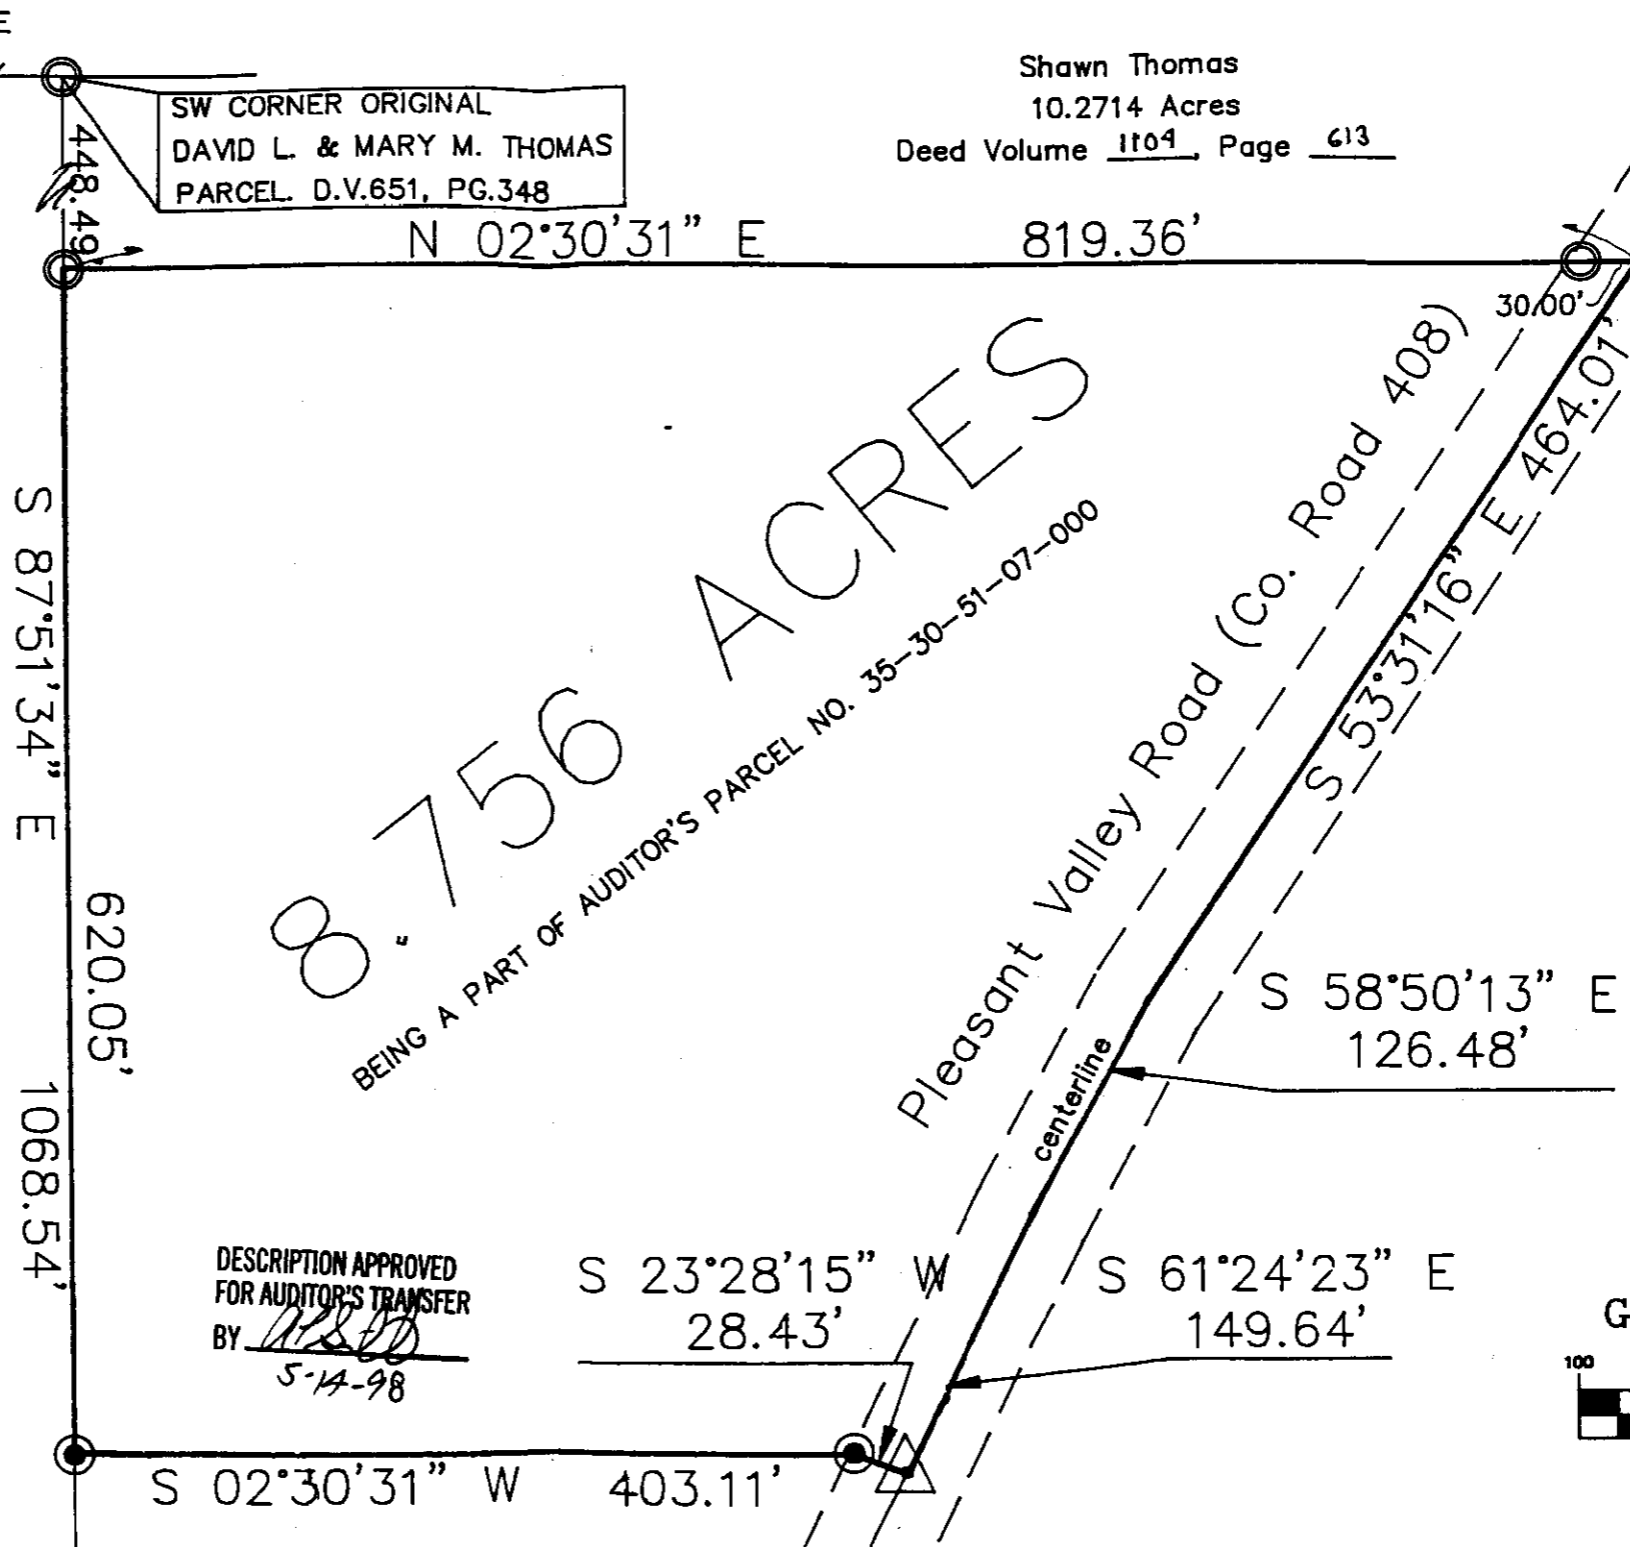 E
SW CORNER ORIGINAL
DAVID L. & MARY M. THOMAS
PARCEL. D.V.651, PG.348
Shawn Thomas
10.2714 Acres
Deed Volume 1104, Page 613
448.49
N 02°30'31" E 819.36'
30.00'
S 53°31'16" E 464.01'
Pleasant Valley Road (Co. Road 408)
8.756 ACRES
BEING A PART OF AUDITOR'S PARCEL NO. 35-30-51-07-000
S 87°51'34" E 1068.54'
620.05'
centerline
S 58°50'13" E
126.48'
DESCRIPTION APPROVED
FOR AUDITOR'S TRANSFER
BY
5-14-98
S 23°28'15" W
28.43'
S 61°24'23" E
149.64'
G
100
S 02°30'31" W 403.11'